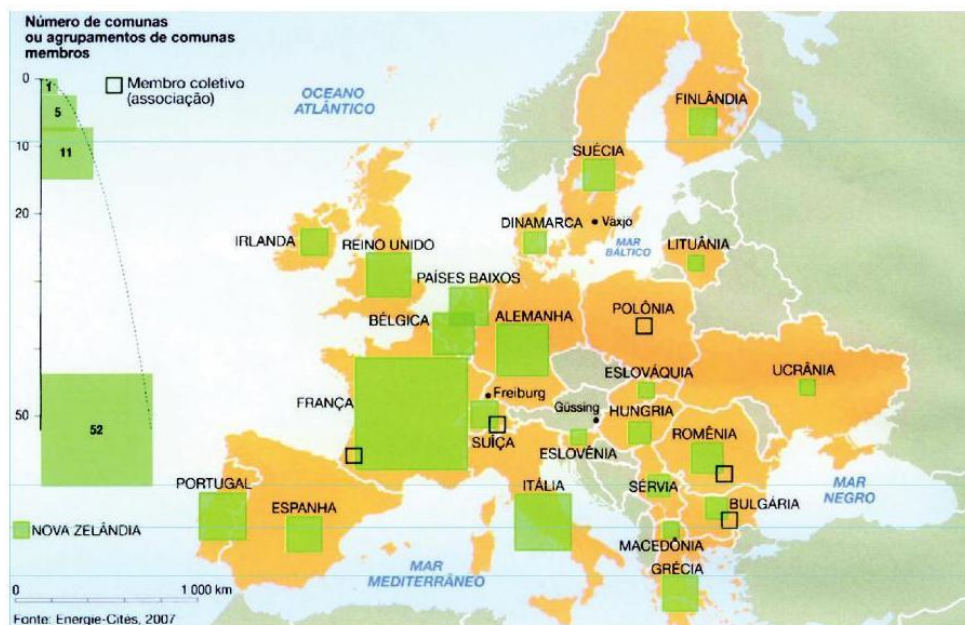 Número de comunas
ou agrupamentos de comunas
membros
0
1
5
10
11
20
50
52
Membro coletivo
(associação)
OCEANO
ATLÂNTICO
FINLÂNDIA
SUÉCIA
DINAMARCA
Vaxjo
MAR
BÁLTICO
LITUÂNIA
IRLANDA
REINO UNIDO
PAÍSES BAIXOS
BÉLGICA
ALEMANHA
POLÔNIA
UCRÂNIA
ESLOVÁQUIA
FRANÇA
Freiburg
Güssing
HUNGRIA
SUÍÇA
ESLOVÊNIA
ROMÊNIA
PORTUGAL
ESPANHA
ITÁLIA
SÉRVIA
BULGÁRIA
MAR
NEGRO
MACEDÔNIA
GRÉCIA
MAR
MEDITERRÂNEO
NOVA ZELÂNDIA
0
1 000 km
Fonte: Energie-Cités, 2007